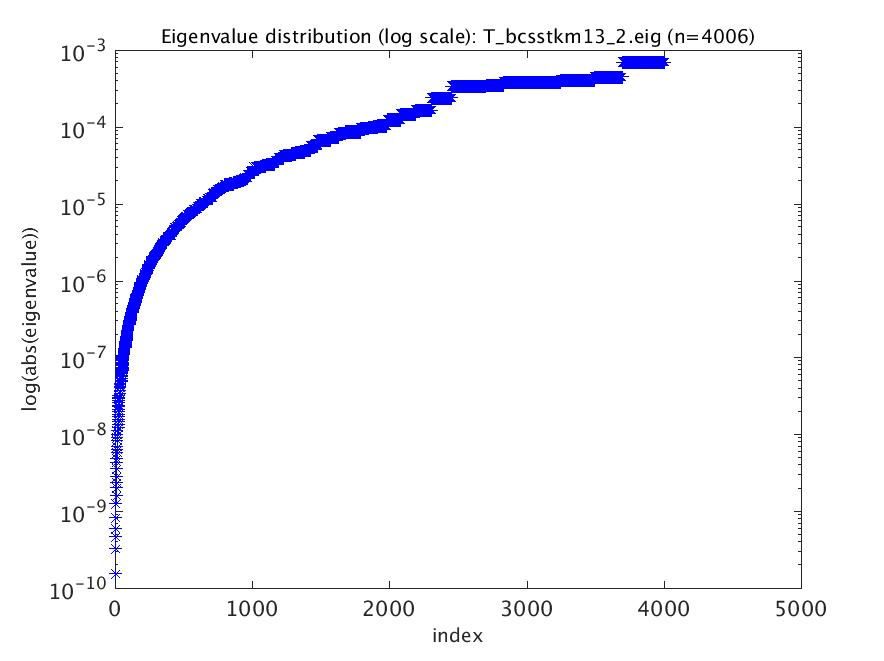 Eigenvalue distribution (log scale): T_bcsstkm13_2.eig (n=4006)
10^-3
10^-4
10^-5
10^-6
10^-7
10^-8
10^-9
10^-10
log(abs(eigenvalue))
0 1000 2000 3000 4000 5000
index